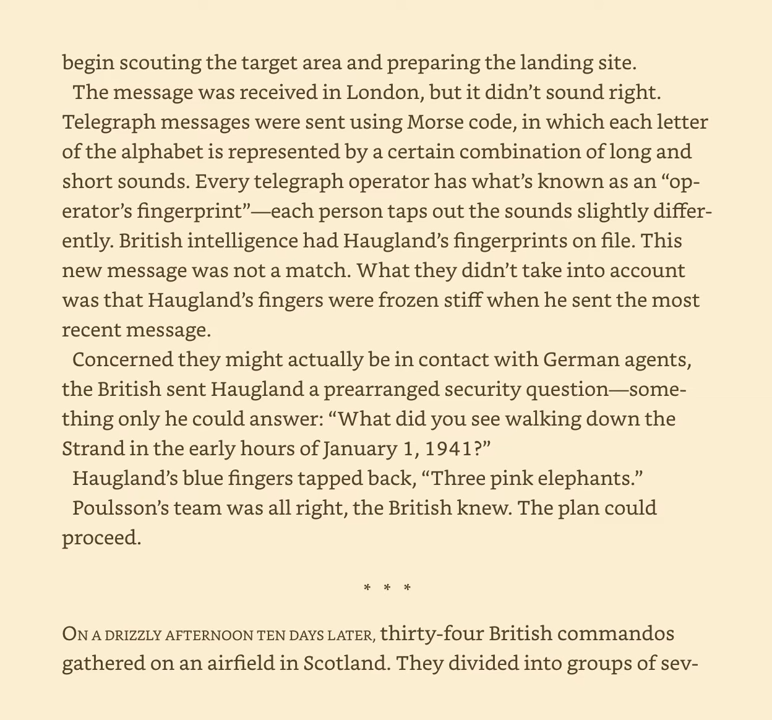 begin scouting the target area and preparing the landing site.
The message was received in London, but it didn’t sound right.
Telegraph messages were sent using Morse code, in which each letter
of the alphabet is represented by a certain combination of long and
short sounds. Every telegraph operator has what’s known as an “op-
erator’s fingerprint”—each person taps out the sounds slightly differ-
ently. British intelligence had Haugland’s fingerprints on file. This
new message was not a match. What they didn’t take into account
was that Haugland’s fingers were frozen stiff when he sent the most
recent message.
Concerned they might actually be in contact with German agents,
the British sent Haugland a prearranged security question—some-
thing only he could answer: “What did you see walking down the
Strand in the early hours of January 1, 1941?”
Haugland’s blue fingers tapped back, “Three pink elephants.”
Poulsson’s team was all right, the British knew. The plan could
proceed.
* * *
ON A DRIZZLY AFTERNOON TEN DAYS LATER, thirty-four British commandos
gathered on an airfield in Scotland. They divided into groups of sev-